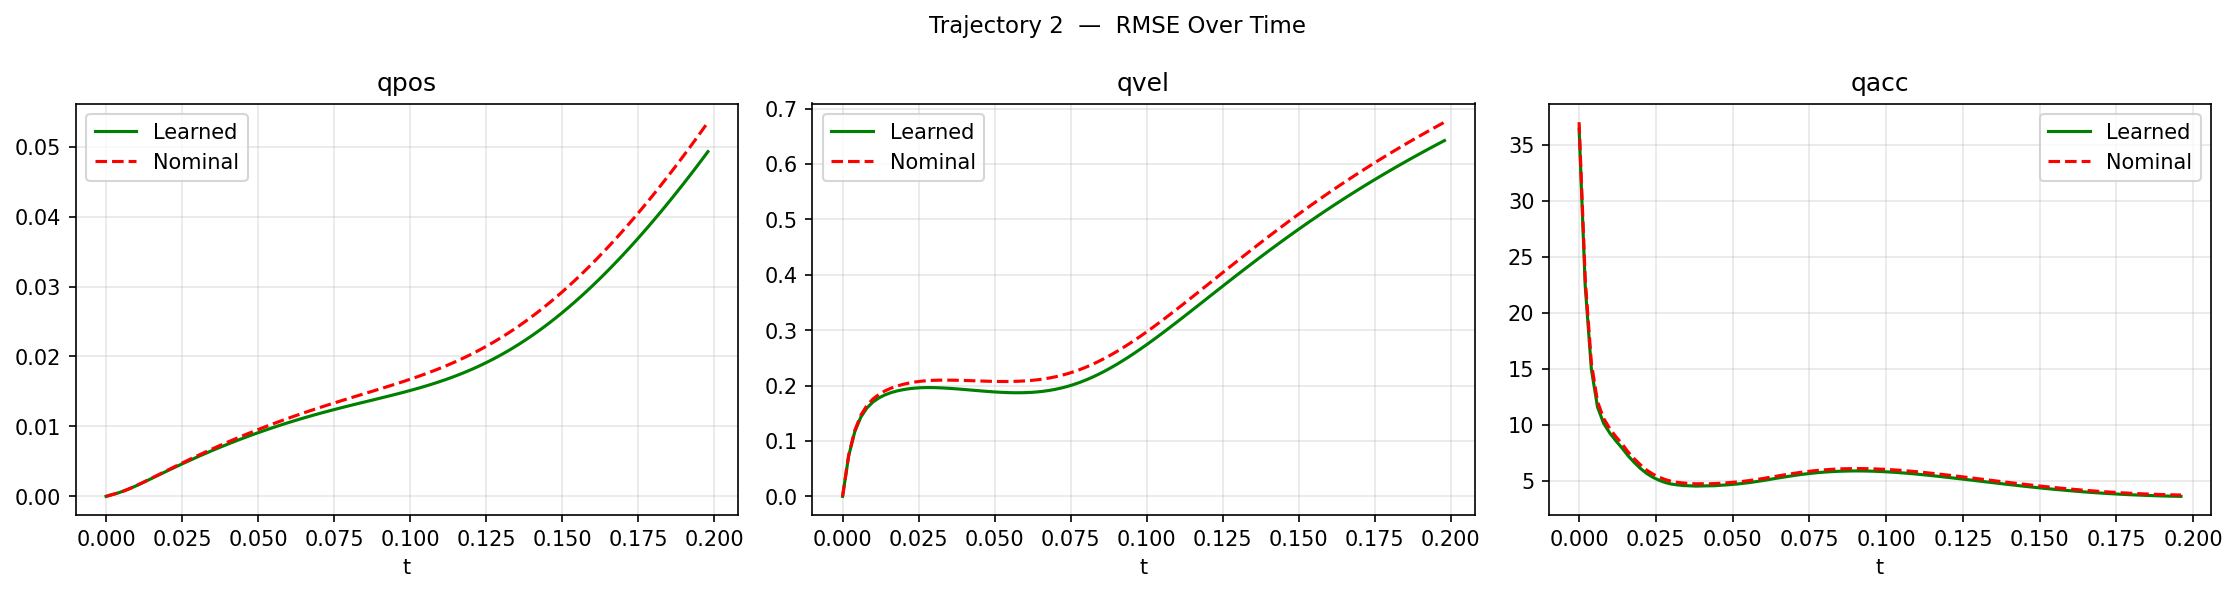 Trajectory 2 — RMSE Over Time
qpos
Learned
Nominal
0.05
0.04
0.03
0.02
0.01
0.00
0.000 0.025 0.050 0.075 0.100 0.125 0.150 0.175 0.200
t
qvel
Learned
Nominal
0.7
0.6
0.5
0.4
0.3
0.2
0.1
0.0
0.000 0.025 0.050 0.075 0.100 0.125 0.150 0.175 0.200
t
qacc
Learned
Nominal
35
30
25
20
15
10
5
0.000 0.025 0.050 0.075 0.100 0.125 0.150 0.175 0.200
t